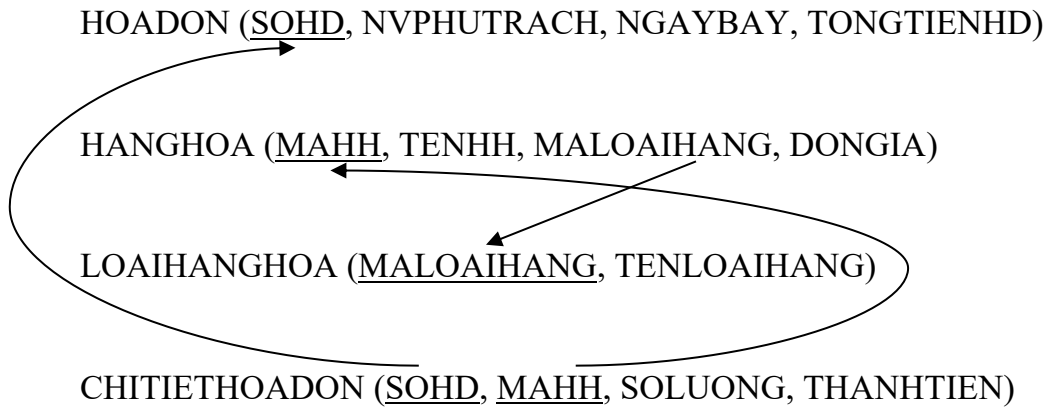 HOADON (SOHD, NVPHUTRACH, NGAYBAY, TONGTIENHD)
HANGHOA (MAHH, TENHH, MALOAIHANG, DONGIA)
LOAIHANGHOA (MALOAIHANG, TENLOAIHANG)
CHITIETHOADON (SOHD, MAHH, SOLUONG, THANHTIEN)